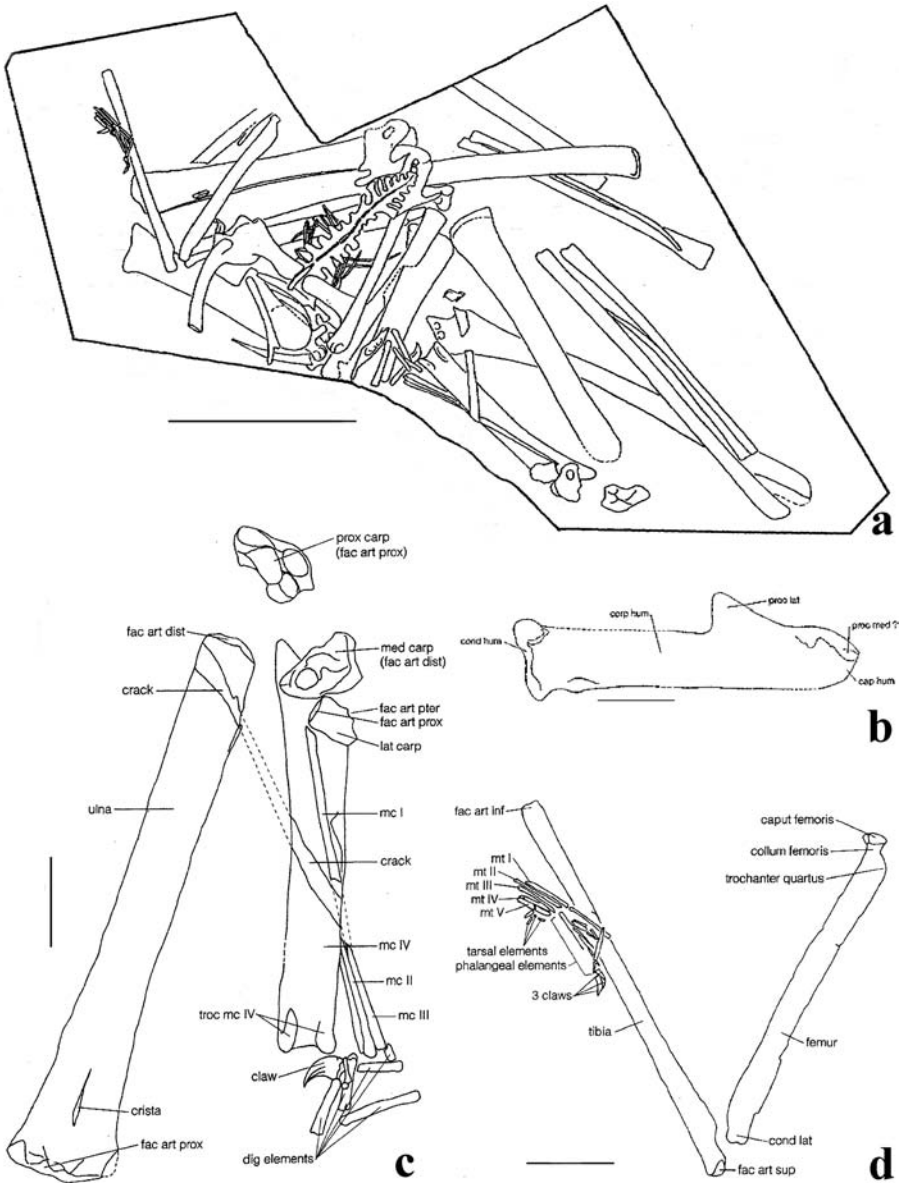 a
prox carp
(fac art prox)
fac art dist
crack
ulna
crista
fac art prox
med carp
(fac art dist)
fac art pter
fac art prox
lat carp
mc I
crack
mc IV
mc II
mc III
troc mc IV
claw
dig elements
c
corp hum
proc lat
cond hum
proc med ?
cap hum
b
fac art inf
mt I
mt II
mt III
mt IV
mt V
tarsal elements
phalangeal elements
3 claws
tibia
caput femoris
collum femoris
trochanter quartus
femur
cond lat
fac art sup
d